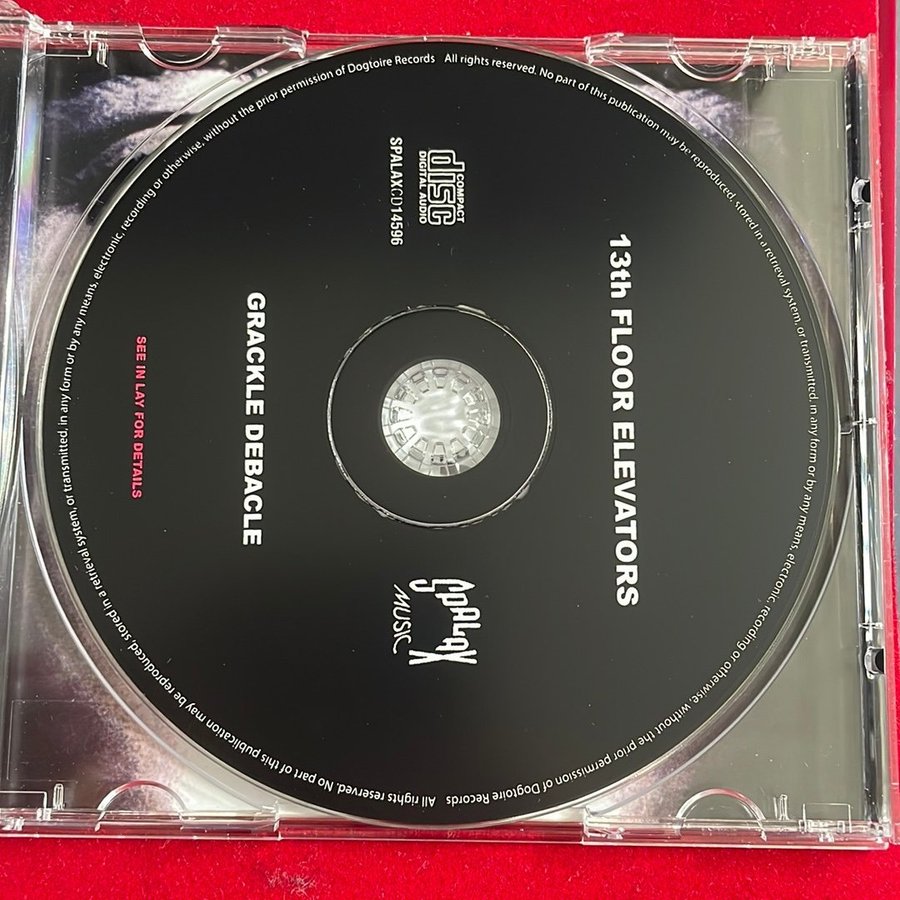 13th FLOOR ELEVATORS
COMPACT
disc
DIGITAL AUDIO
SPALAXCD14596
SPALAX
MUSIC
GRACKLE DEBACLE
SEE IN LAY FOR DETAILS
All rights reserved. No part of this publication may be reproduced, stored in a retrieval system, or transmitted, in any form or by any means, electronic, recording or otherwise, without the prior permission of Dogtoire Records
All rights reserved. No part of this publication may be reproduced, stored in a retrieval system, or transmitted, in any form or by any means, electronic, recording or otherwise, without the prior permission of Dogtoire Records